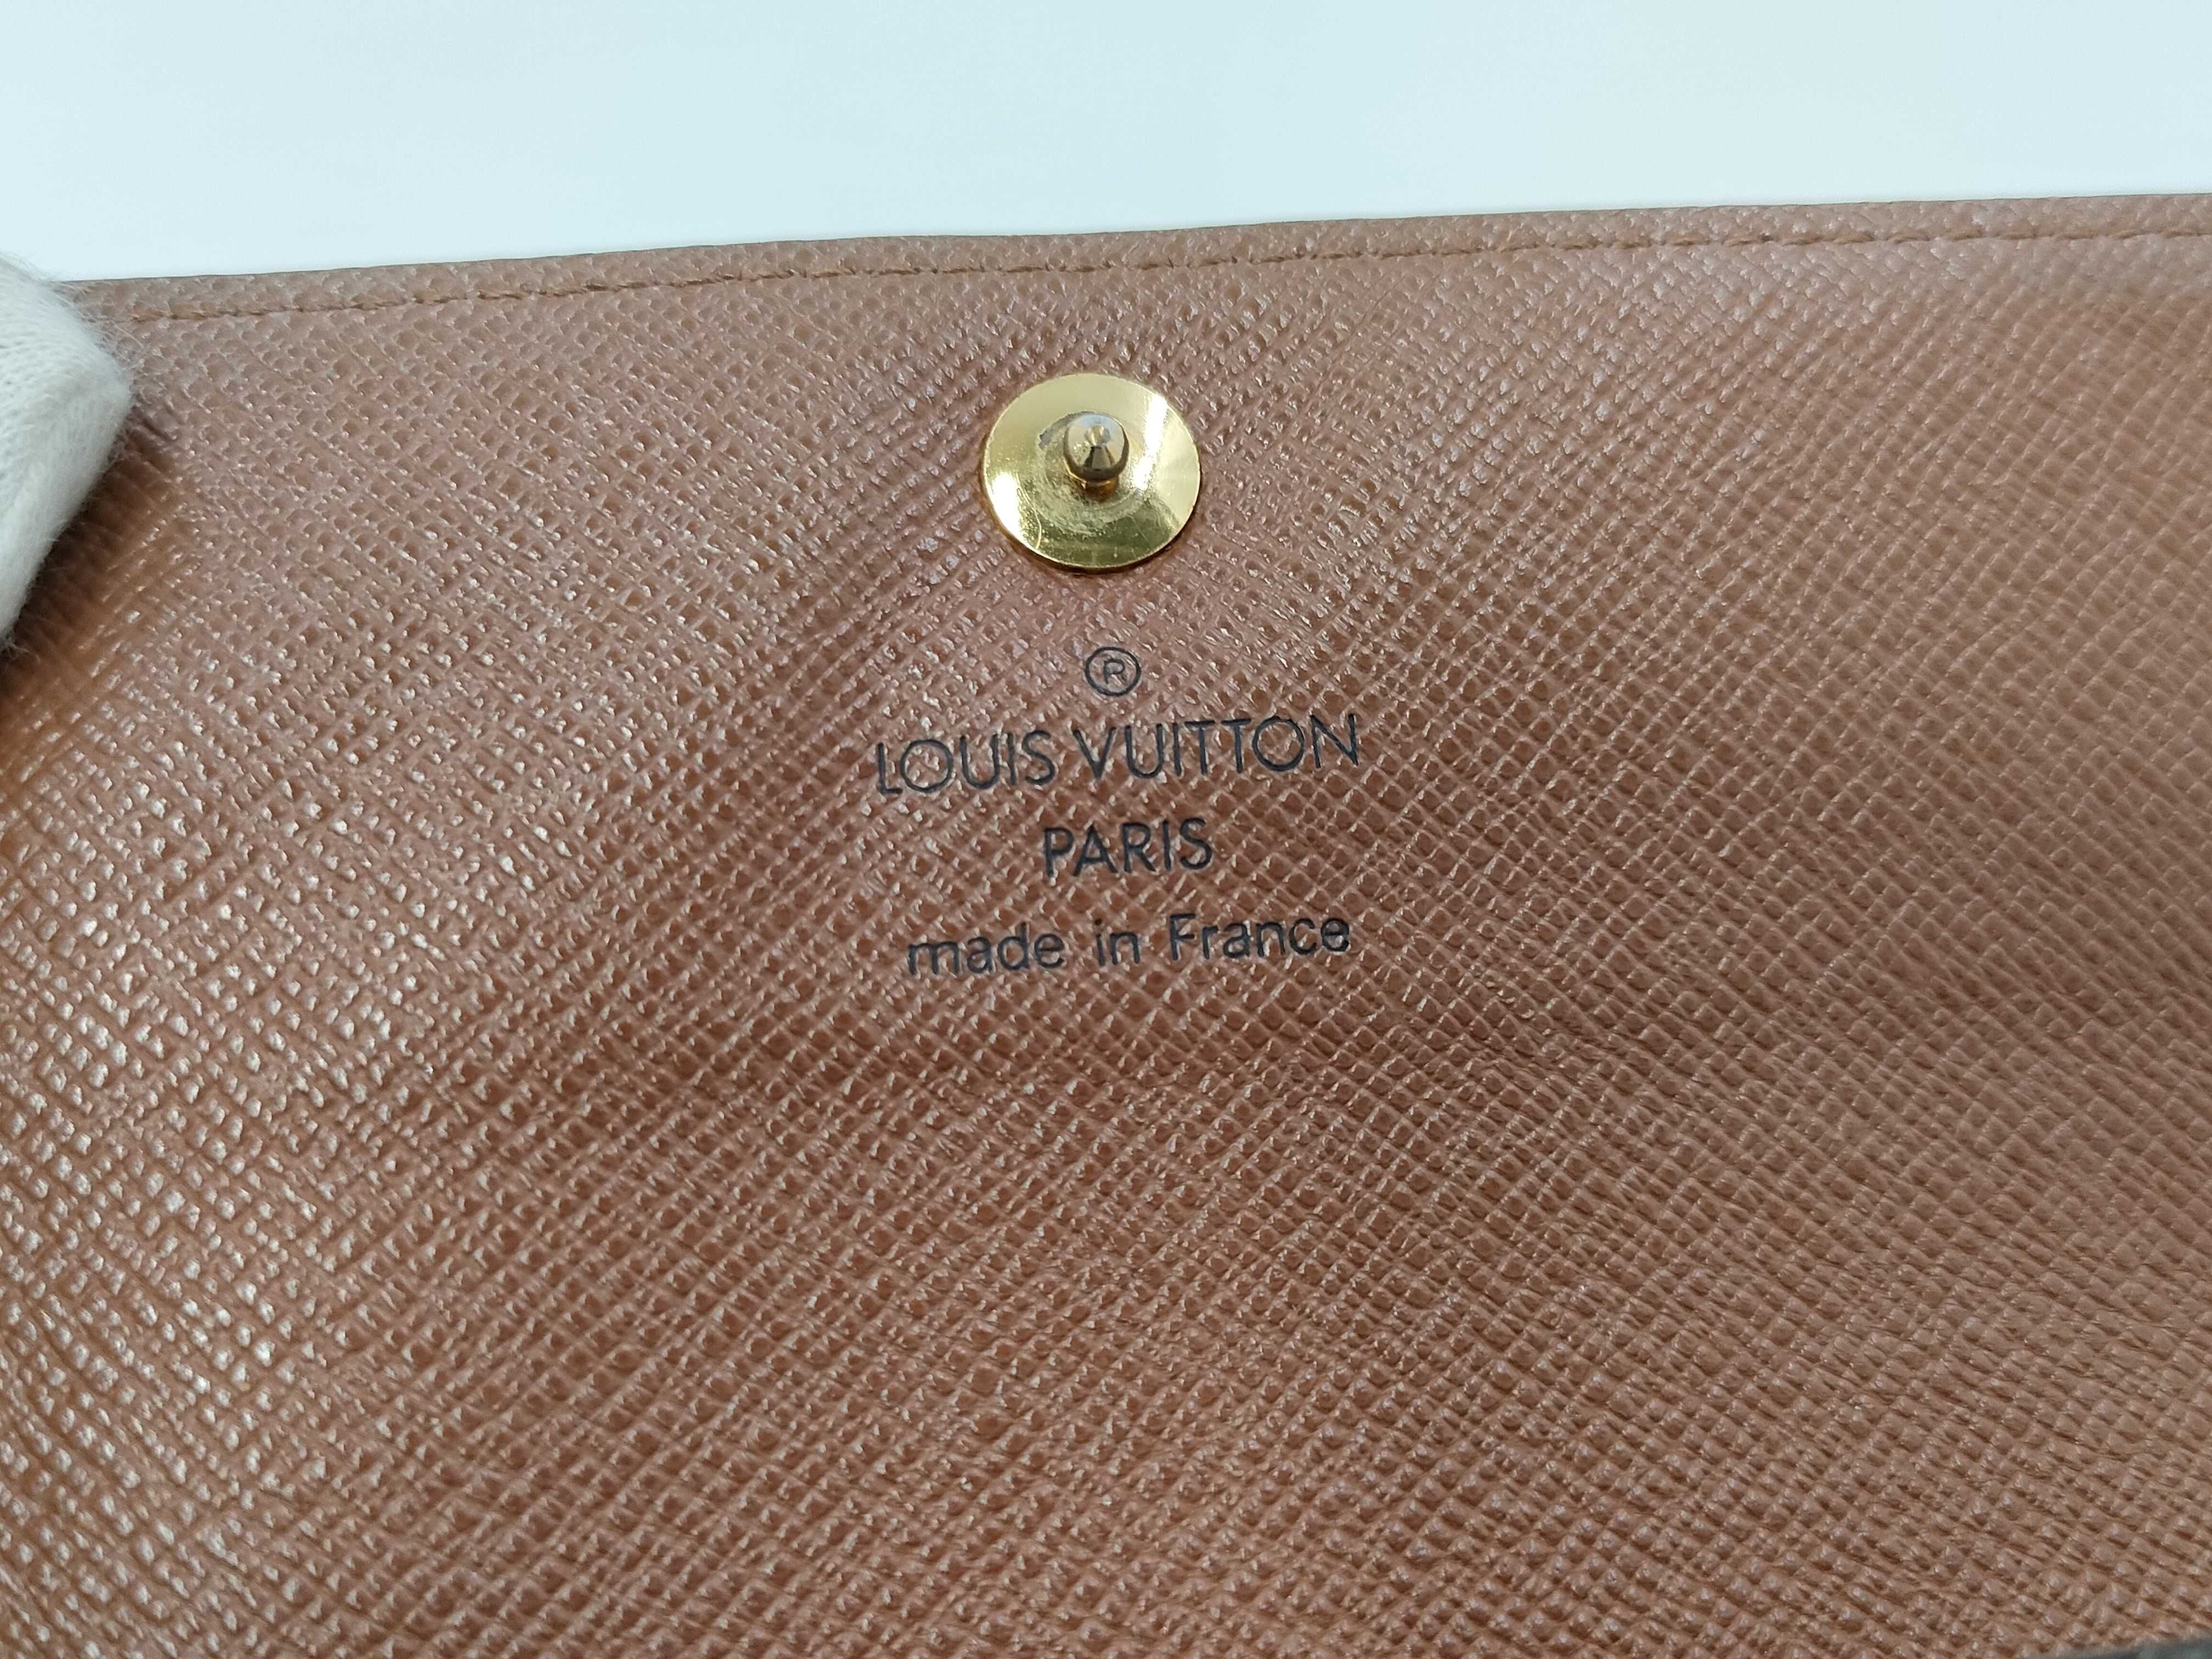 ®
LOUIS VUITTON
PARIS
made in France